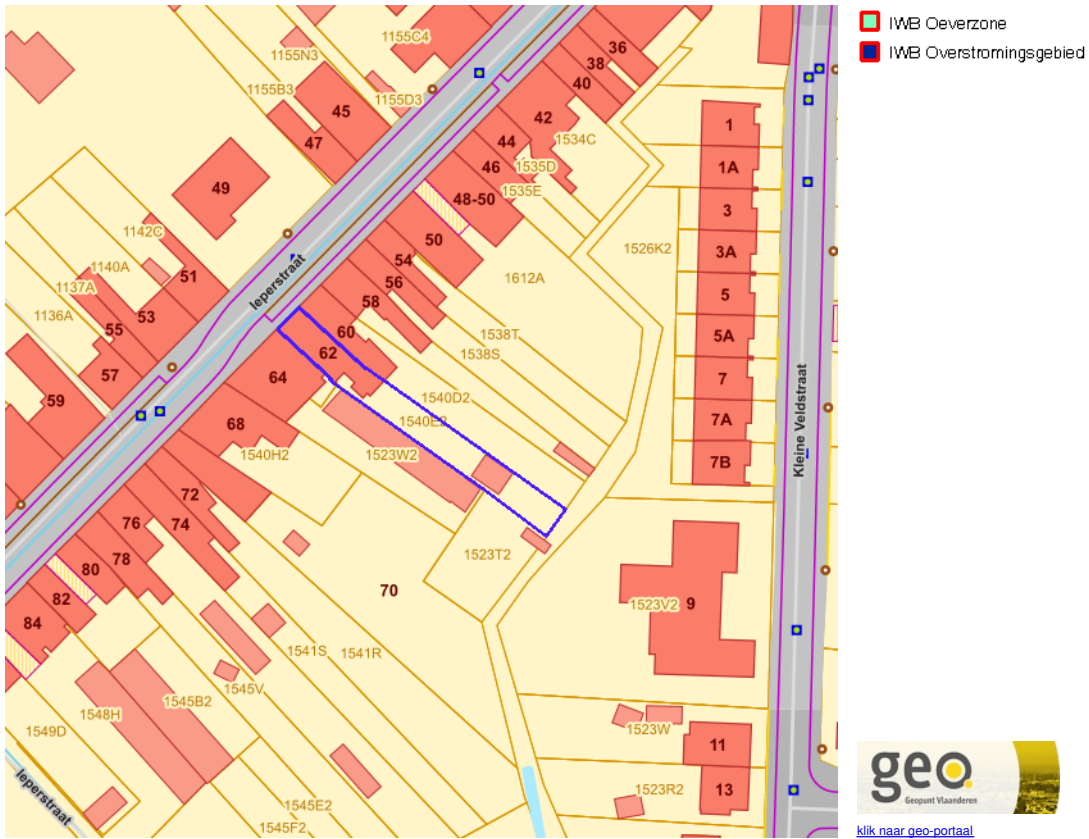 IWB Oeverzone
IWB Overstromingsgebied
1155C4
36
1155N3
38
40
1155B3
1155D3
45
42
1
47
44
1534C
46
1535D
1A
49
1535E
48-50
3
1142C
50
1526K2
3A
1140A
51
54
Ieperstraat
56
1612A
1137A
5
58
1136A
53
55
60
1538T
5A
62
1538S
57
64
7
59
1540D2
68
1540E2
7A
Kleine Veldstraat
1540H2
1523W2
7B
72
76
74
78
1523T2
80
70
82
1523V2
9
84
1541S
1541R
1545V
1545B2
1548H
1549D
1523W
11
Ieperstraat
1523R2
13
1545E2
1545F2
geo
Geopunt Vlaanderen
klik naar geo-portaal